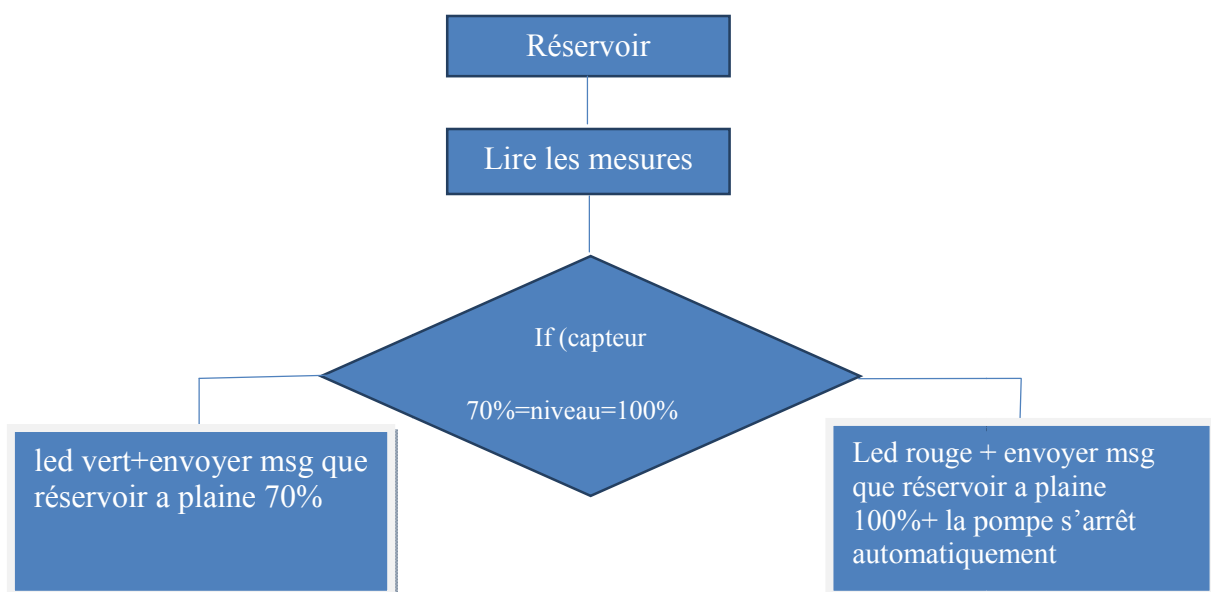 Réservoir
Lire les mesures
If (capteur
70%=niveau=100%
led vert+envoyer msg que
réservoir a plaine 70%
Led rouge + envoyer msg
que réservoir a plaine
100%+ la pompe s’arrêt
automatiquement